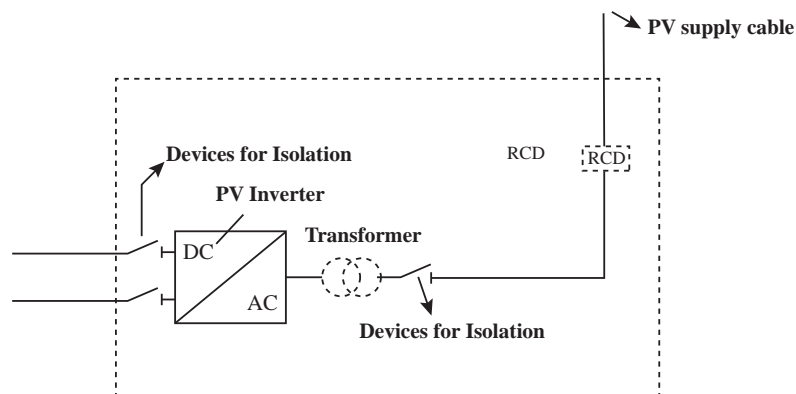 PV supply cable
RCD
RCD
Devices for Isolation
PV Inverter
Transformer
DC
AC
Devices for Isolation